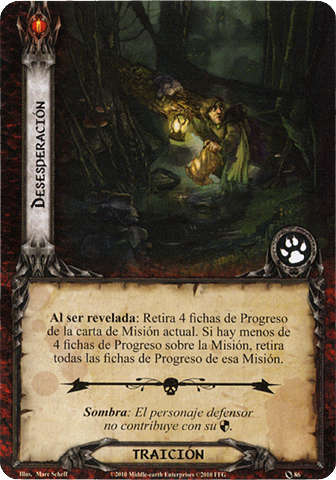 DESESPERACIÓN
Al ser revelada: Retira 4 fichas de Progreso
de la carta de Misión actual. Si hay menos de
4 fichas de Progreso sobre la Misión, retira
todas las fichas de Progreso de esa Misión.
Sombra: El personaje defensor
no contribuye con su
TRAICIÓN
Illus. Marc Scheff ©2010 Middle-earth Enterprises ©2010 FFG 86